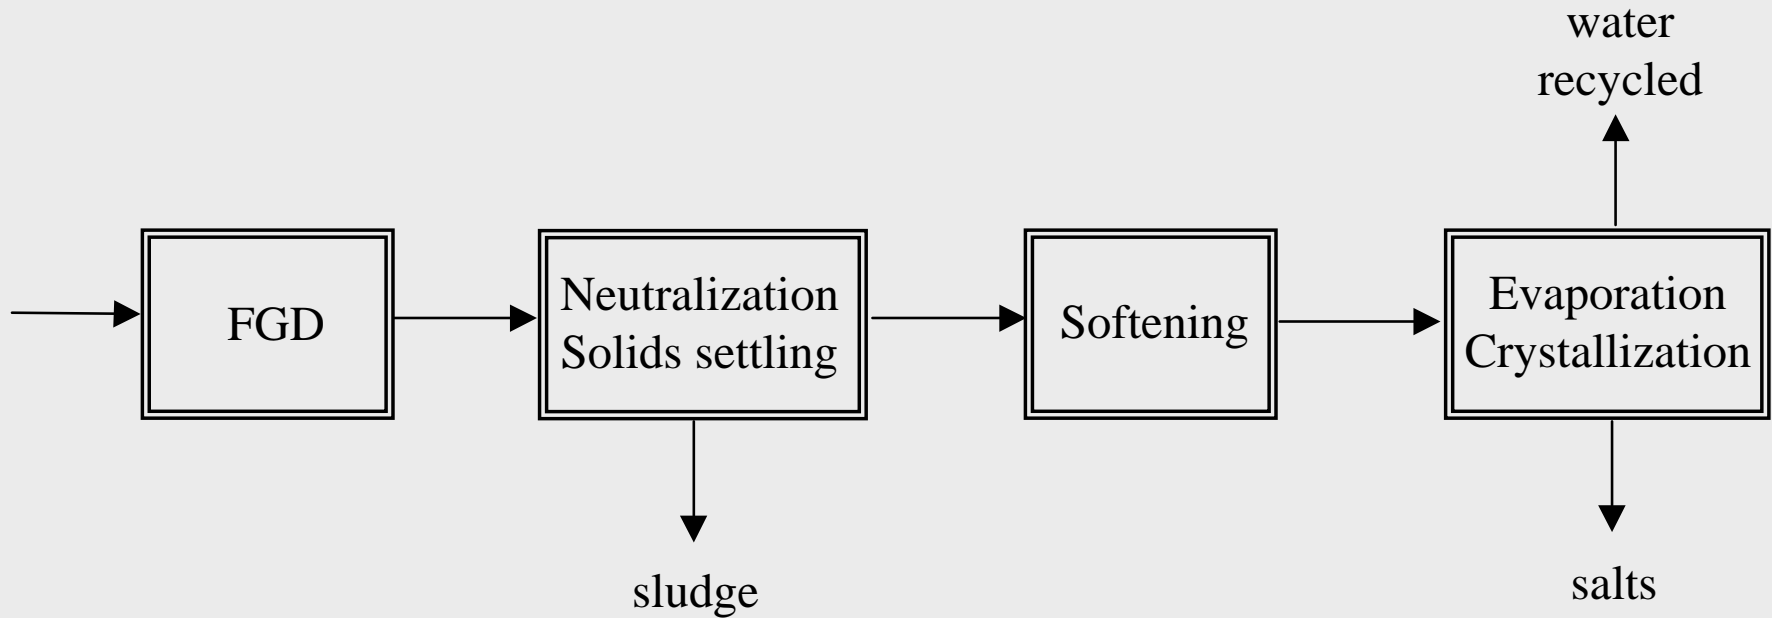 water
recycled
FGD
Neutralization
Solids settling
Softening
Evaporation
Crystallization
sludge
salts